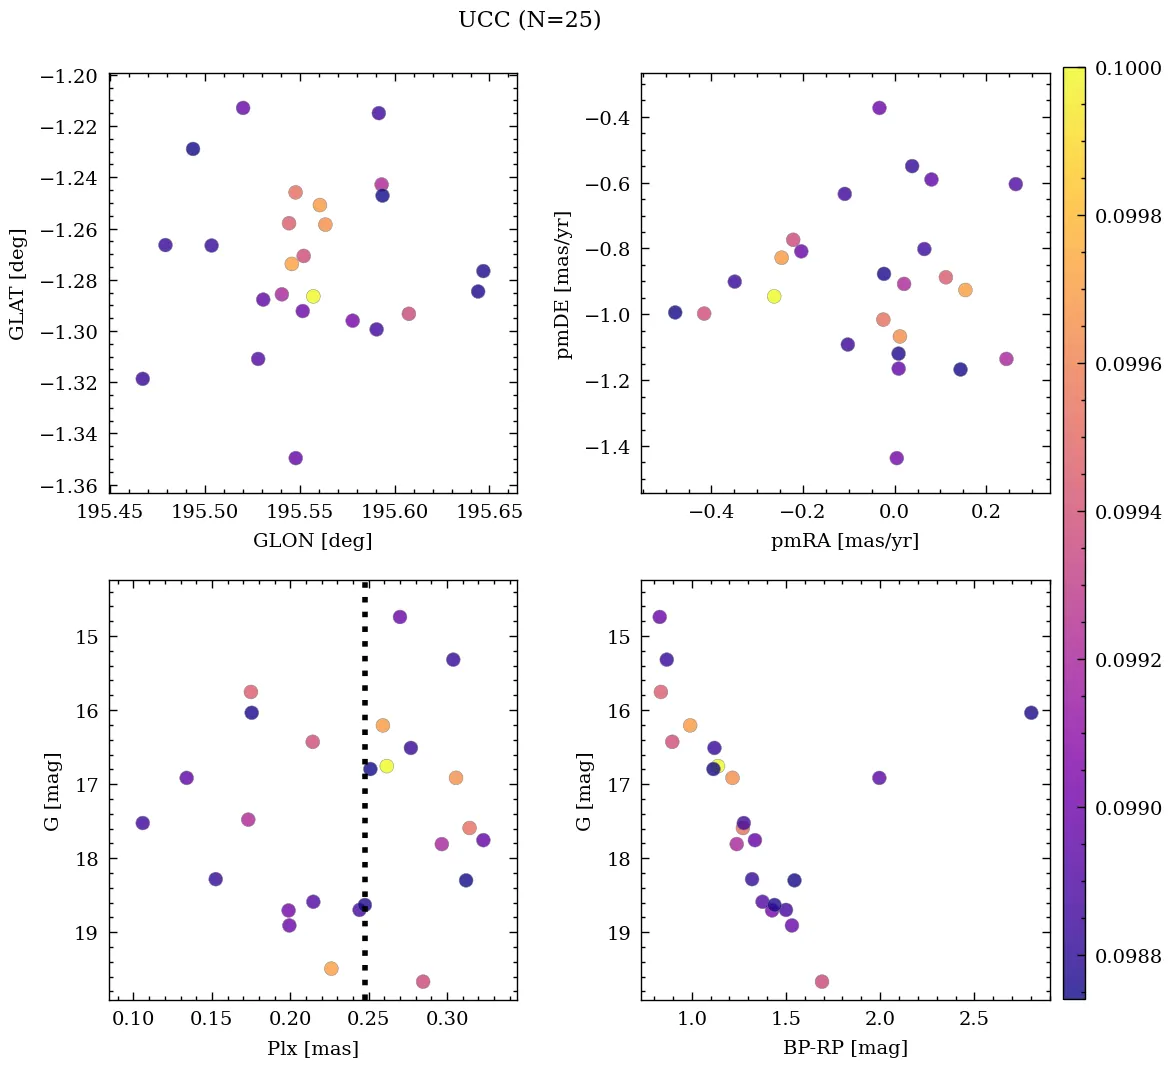 UCC (N=25)
−1.20
−1.22
−1.24
−1.26
−1.28
−1.30
−1.32
−1.34
−1.36
GLAT [deg]
195.45 195.50 195.55 195.60 195.65
GLON [deg]
−0.4
−0.6
−0.8
−1.0
−1.2
−1.4
pmDE [mas/yr]
−0.4 −0.2 0.0 0.2
pmRA [mas/yr]
0.1000
0.0998
0.0996
0.0994
0.0992
0.0990
0.0988
15
16
17
18
19
G [mag]
0.10 0.15 0.20 0.25 0.30
Plx [mas]
15
16
17
18
19
G [mag]
1.0 1.5 2.0 2.5
BP-RP [mag]